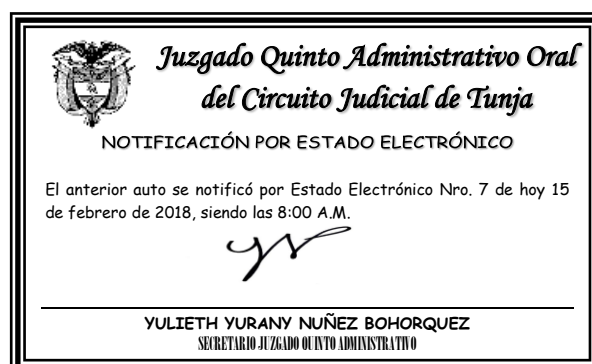 Juzgado Quinto Administrativo Oral
del Circuito Judicial de Tunja
NOTIFICACIÓN POR ESTADO ELECTRÓNICO
El anterior auto se notificó por Estado Electrónico Nro. 7 de hoy 15
de febrero de 2018, siendo las 8:00 A.M.
YULIETH YURANY NUÑEZ BOHORQUEZ
SECRETARIO JUZGADO QUINTO ADMINISTRATIVO